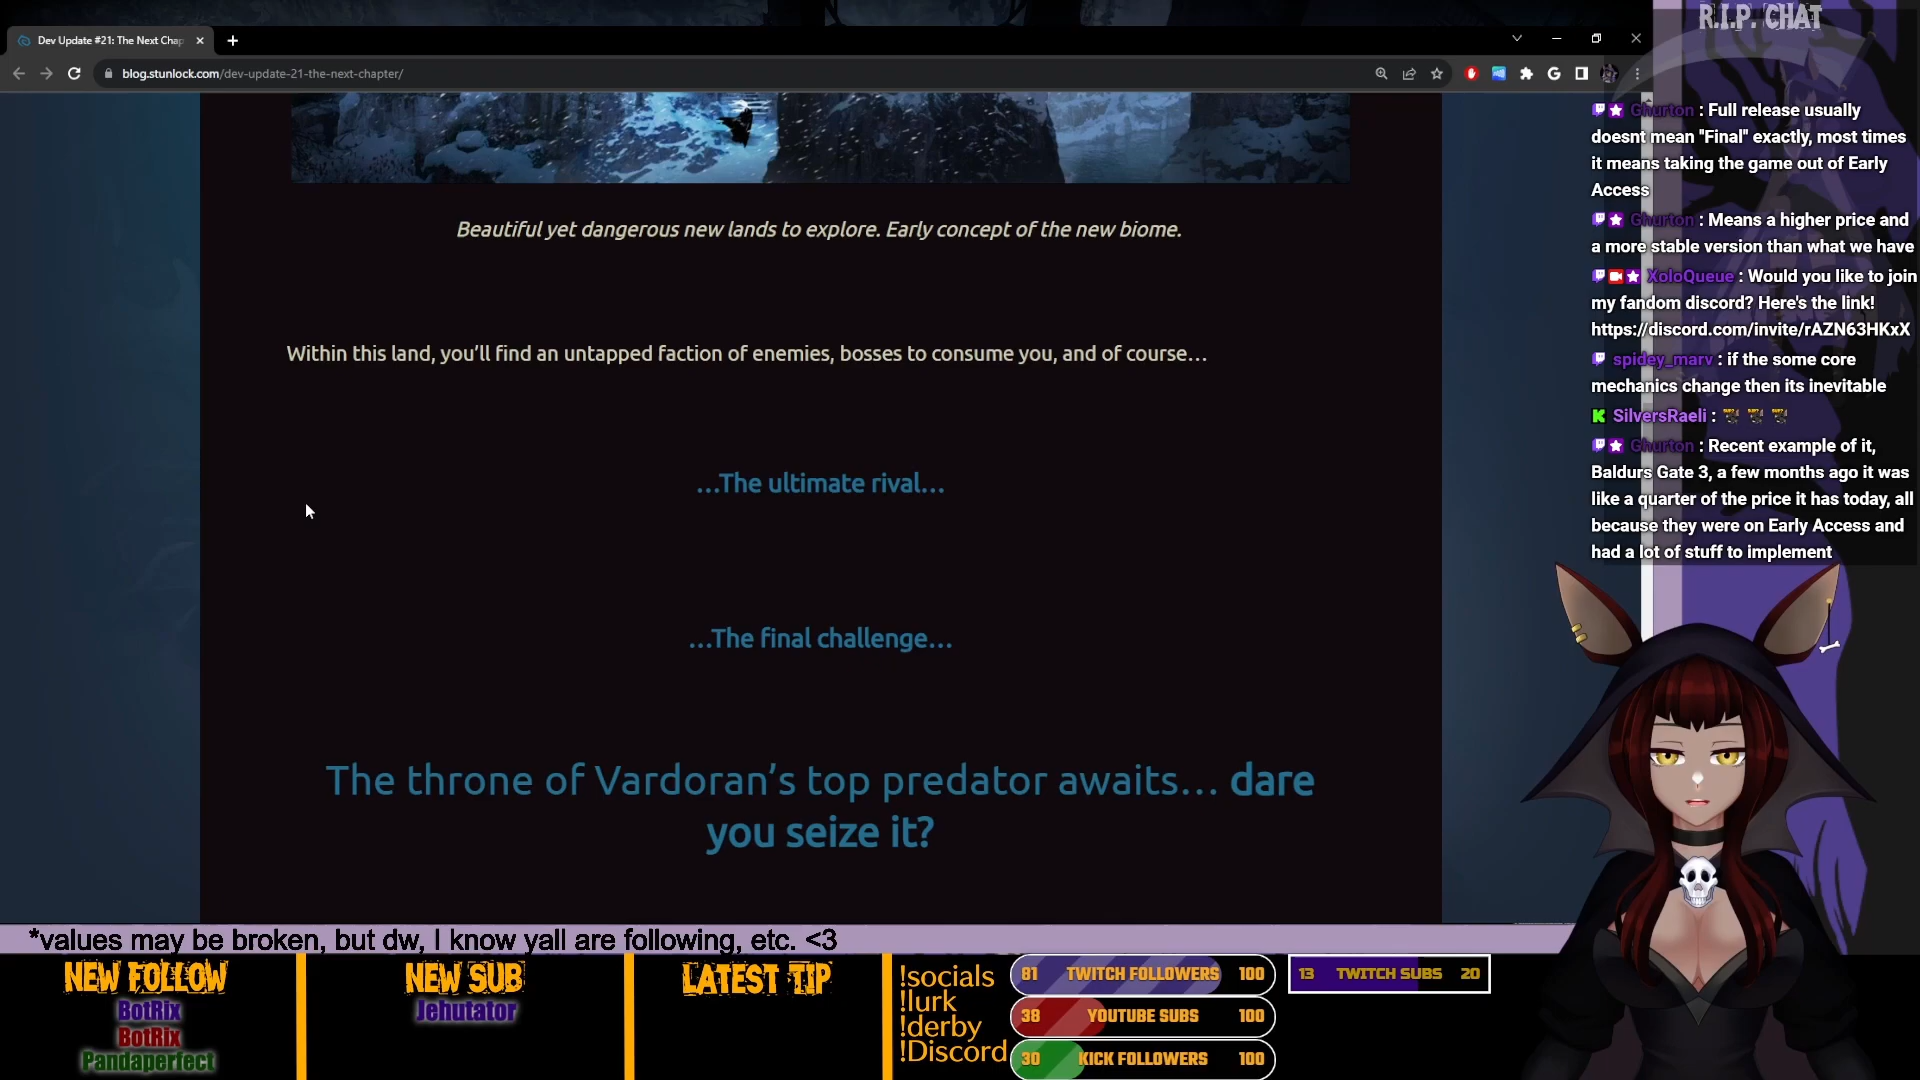 R.I.P. CHAT
Dev Update #21: The Next Chap
blog.stunlock.com/dev-update-21-the-next-chapter/
Beautiful yet dangerous new lands to explore. Early concept of the new biome.
Within this land, you’ll find an untapped faction of enemies, bosses to consume you, and of course…
…The ultimate rival…
…The final challenge…
The throne of Vardoran’s top predator awaits… dare
you seize it?
Ghurton : Full release usually
doesnt mean "Final" exactly, most times
it means taking the game out of Early
Access
Ghurton : Means a higher price and
a more stable version than what we have
XoloQueue : Would you like to join
my fandom discord? Here's the link!
https://discord.com/invite/rAZN63HKxX
spidey_marv : if the some core
mechanics change then its inevitable
SilversRaeli :
Ghurton : Recent example of it,
Baldurs Gate 3, a few months ago it was
like a quarter of the price it has today, all
because they were on Early Access and
had a lot of stuff to implement
*values may be broken, but dw, I know yall are following, etc. <3
NEW FOLLOW
BotRix
BotRix
Pandaperfect
NEW SUB
Jehutator
LATEST TIP
!socials
!lurk
!derby
!Discord
81 TWITCH FOLLOWERS 100
38 YOUTUBE SUBS 100
30 KICK FOLLOWERS 100
13 TWITCH SUBS 20